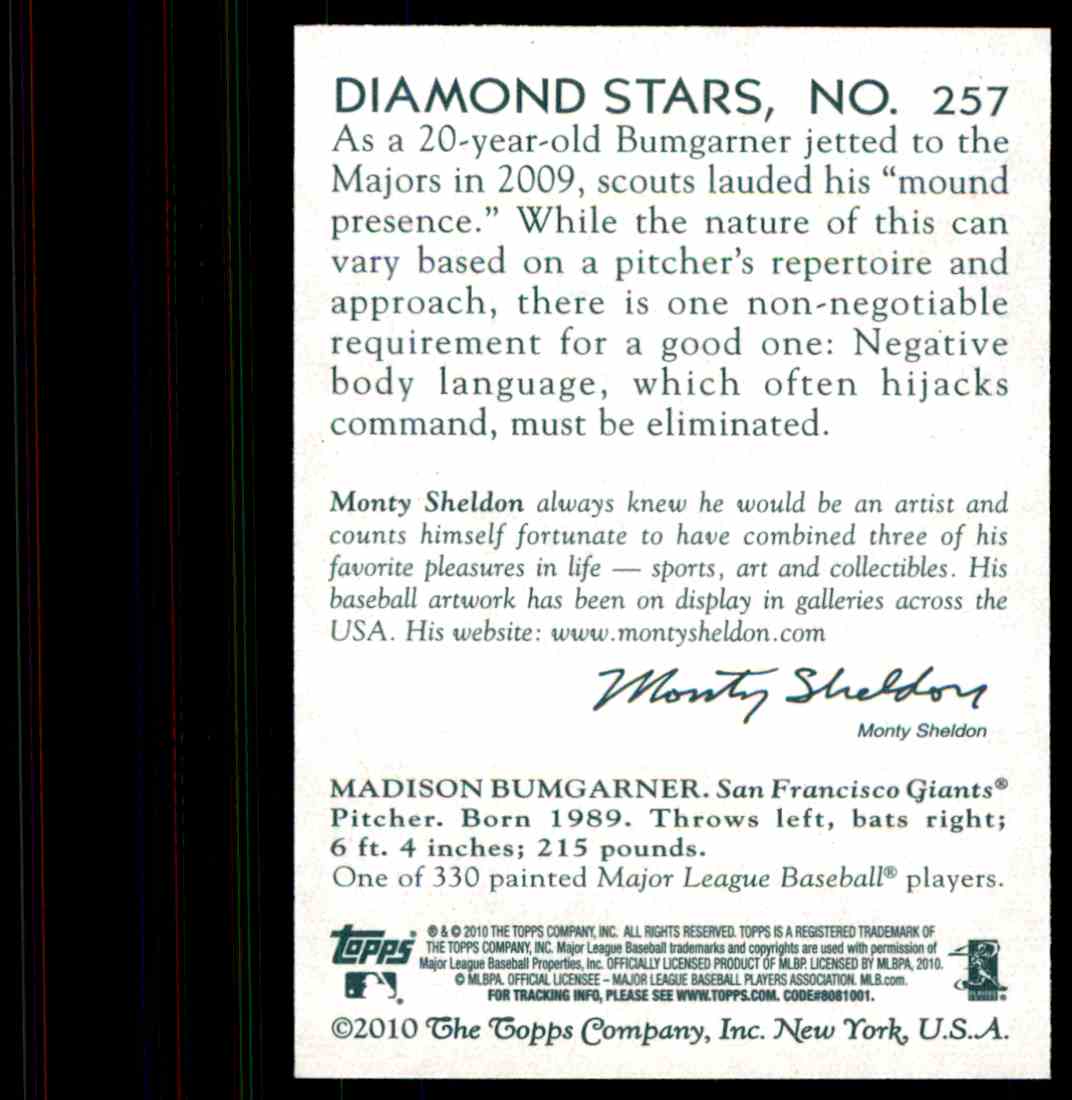 DIAMOND STARS, NO. 257
As a 20-year-old Bumgarner jetted to the
Majors in 2009, scouts lauded his “mound
presence.” While the nature of this can
vary based on a pitcher’s repertoire and
approach, there is one non-negotiable
requirement for a good one: Negative
body language, which often hijacks
command, must be eliminated.
Monty Sheldon always knew he would be an artist and
counts himself fortunate to have combined three of his
favorite pleasures in life — sports, art and collectibles. His
baseball artwork has been on display in galleries across the
USA. His website: www.montysheldon.com
Monty Sheldon
Monty Sheldon
MADISON BUMGARNER. San Francisco Giants®
Pitcher. Born 1989. Throws left, bats right;
6 ft. 4 inches; 215 pounds.
One of 330 painted Major League Baseball® players.
Topps ® & © 2010 THE TOPPS COMPANY, INC. ALL RIGHTS RESERVED. TOPPS IS A REGISTERED TRADEMARK OF
THE TOPPS COMPANY, INC. Major League Baseball trademarks and copyrights are used with permission of
Major League Baseball Properties, Inc. OFFICIALLY LICENSED PRODUCT OF MLBP. LICENSED BY MLBPA, 2010.
© MLBPA. OFFICIAL LICENSEE – MAJOR LEAGUE BASEBALL PLAYERS ASSOCIATION. MLB.com.
FOR TRACKING INFO, PLEASE SEE WWW.TOPPS.COM. CODE#8081001.
©2010 The Topps Company, Inc. New York, U.S.A.